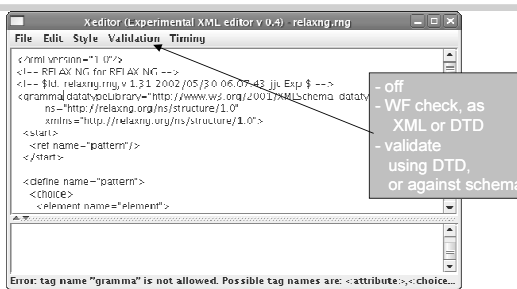 Xeditor (Experimental XML editor v 0.4) - relaxng.rng
File Edit Style Validation Timing
<?xml version="1.0"?>
<!-- RELAX NG for RELAX NG -->
<!-- $Id: relaxng.rng,v 1.31 2002/05/30 06:07:43 jjc Exp $ -->
<gramma datatypeLibrary="http://www.w3.org/2001/XMLSchema-dataty
ns="http://relaxng.org/ns/structure/1.0"
xmlns="http://relaxng.org/ns/structure/1.0">
<start>
<ref name="pattern"/>
</start>
<define name="pattern">
<choice>
<element name="element">
- off
- WF check, as
XML or DTD
- validate
using DTD,
or against schema
Error: tag name "gramma" is not allowed. Possible tag names are: <attribute>,<choice...